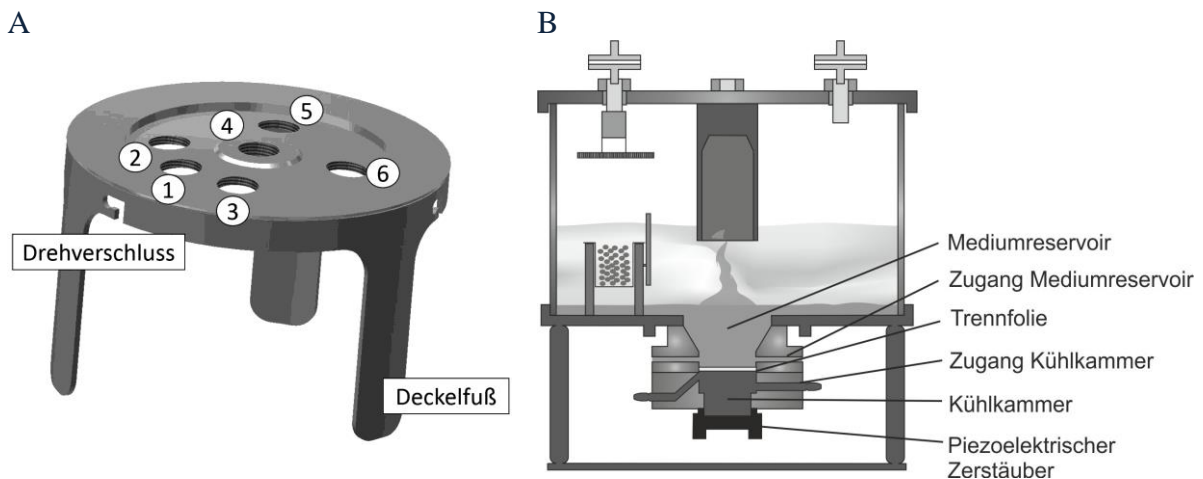 A
B
5
4
2
6
1
3
Drehverschluss
Deckelfuß
Mediumreservoir
Zugang Mediumreservoir
Trennfolie
Zugang Kühlkammer
Kühlkammer
Piezoelektrischer
Zerstäuber